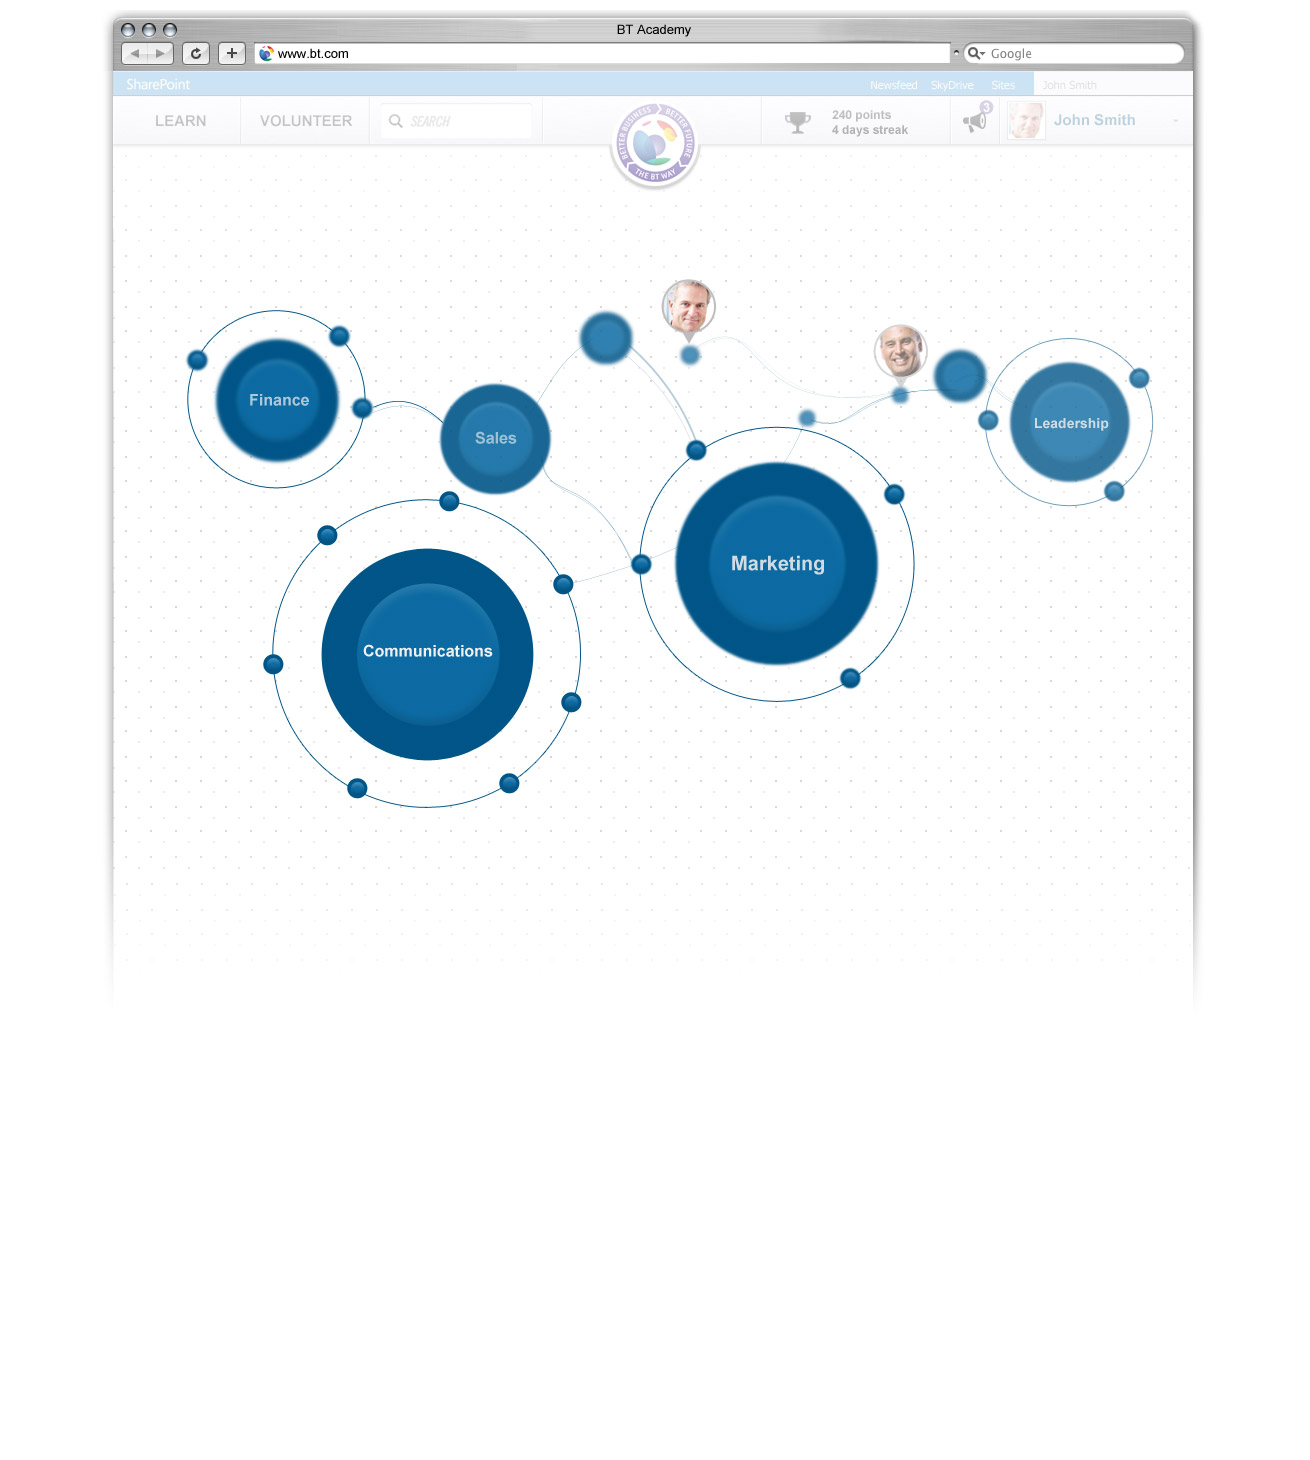 BT Academy
www.bt.com
Google
SharePoint
Newsfeed SkyDrive Sites
John Smith
LEARN
VOLUNTEER
SEARCH
BETTER BUSINESS
BETTER FUTURE
THE BT WAY
240 points
4 days streak
3
John Smith
Finance
Sales
Leadership
Marketing
Communications